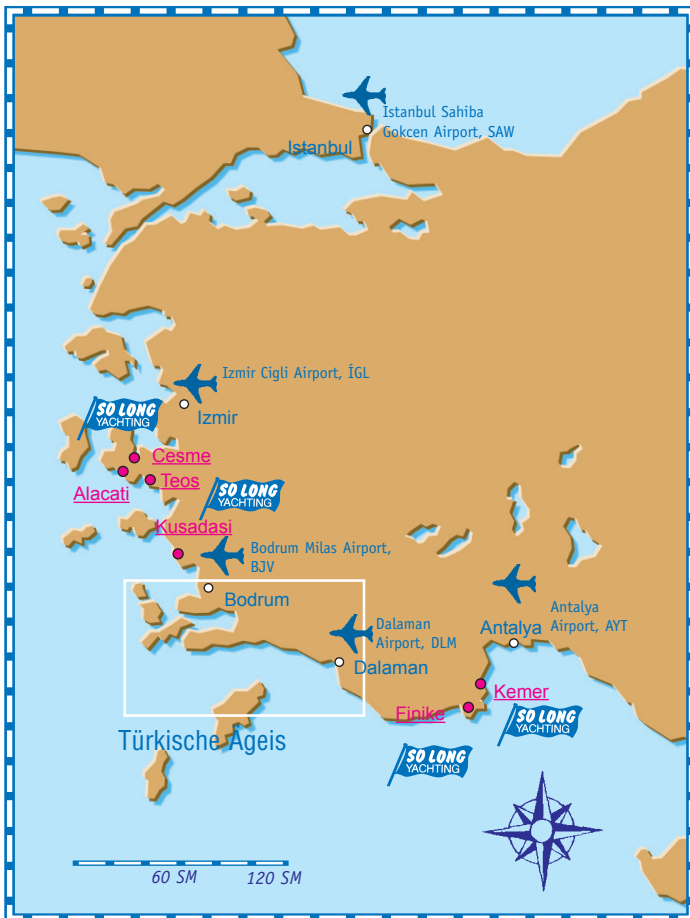 Istanbul Sahiba
Gokcen Airport, SAW
Istanbul
Izmir Cigli Airport, İGL
Izmir
SO LONG
YACHTING
Cesme
Alacati
Teos
SO LONG
YACHTING
Kusadasi
Bodrum Milas Airport,
BJV
Bodrum
Dalaman
Airport, DLM
Dalaman
Antalya
Airport, AYT
Antalya
Kemer
Finike
SO LONG
YACHTING
SO LONG
YACHTING
Türkische Ageis
60 SM 120 SM